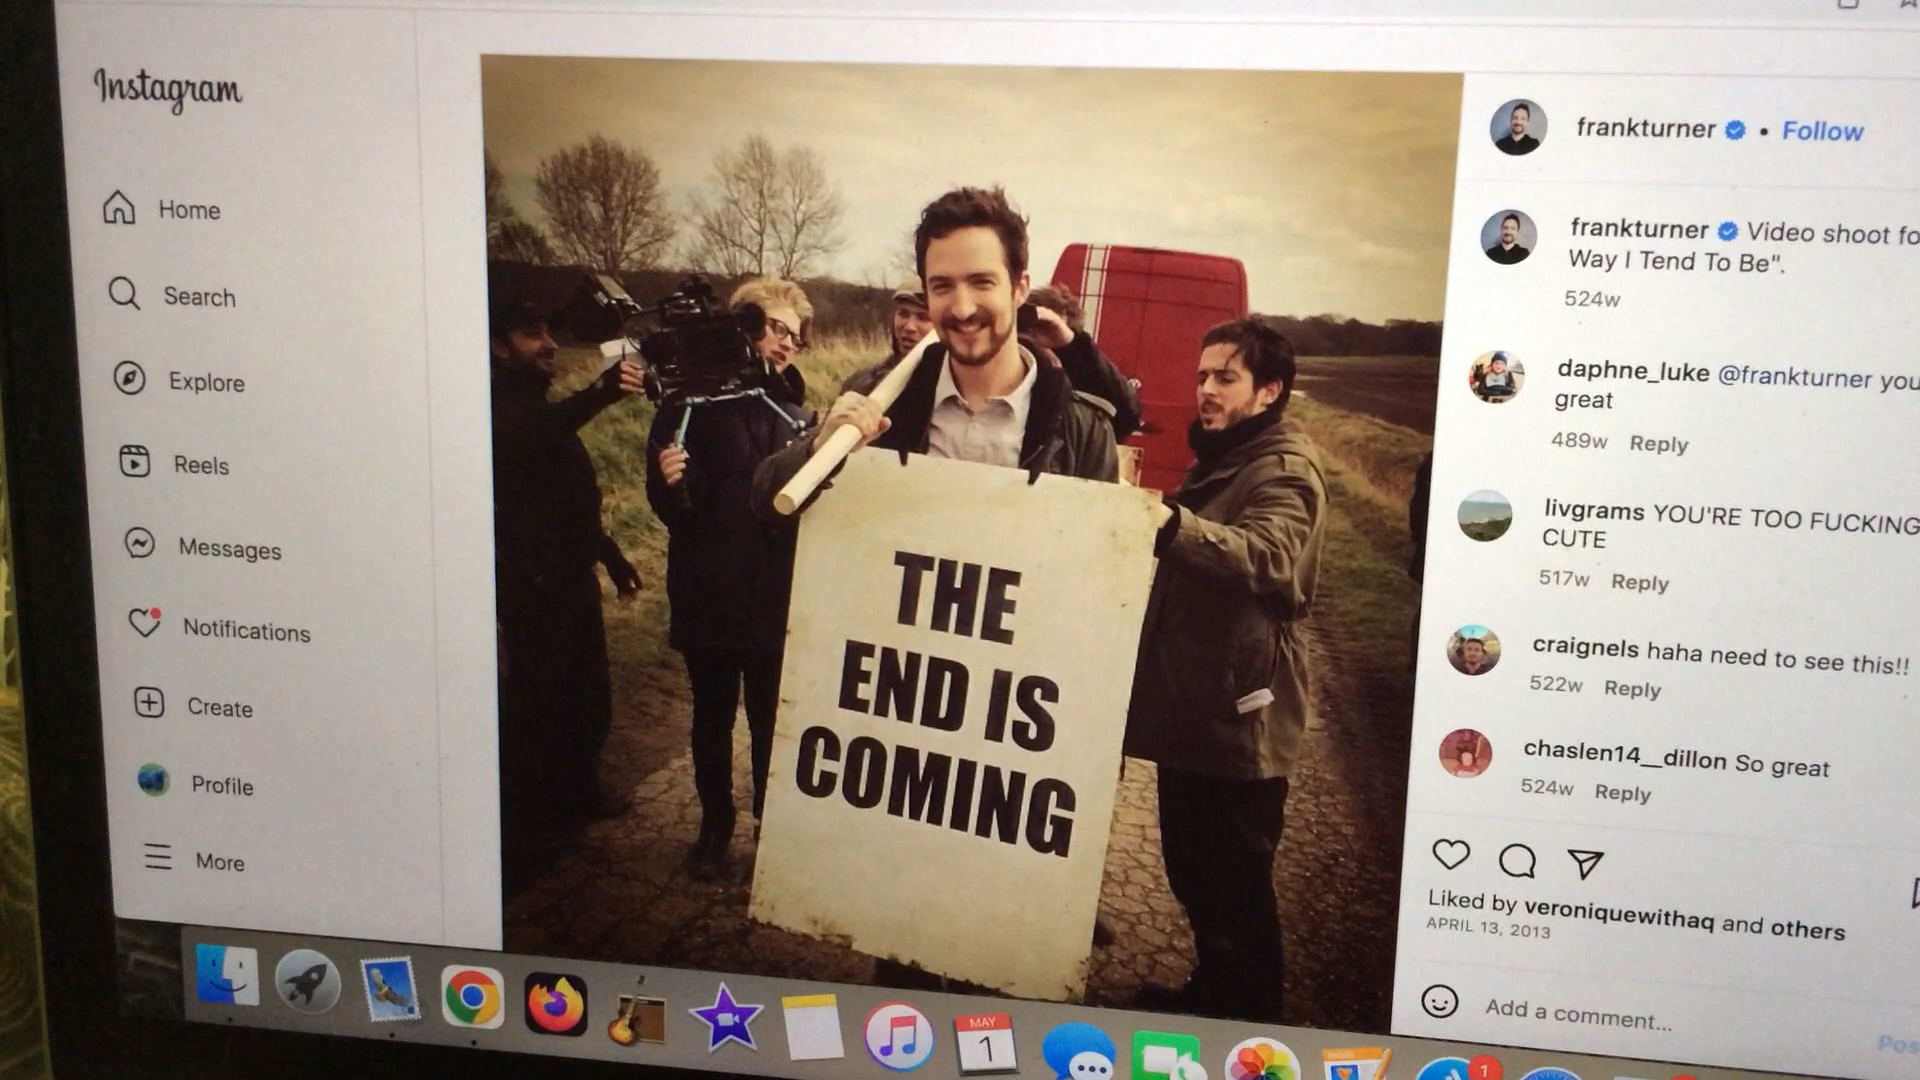 Instagram
Home
Search
Explore
Reels
Messages
Notifications
Create
Profile
More
THE
END IS
COMING
frankturner • Follow
frankturner Video shoot fo
Way I Tend To Be".
524w
daphne_luke @frankturner you
great
489w Reply
livgrams YOU'RE TOO FUCKING
CUTE
517w Reply
craignels haha need to see this!!
522w Reply
chaslen14__dillon So great
524w Reply
Liked by veroniquewithaq and others
APRIL 13, 2013
Add a comment...
Pos
MAY
1
1